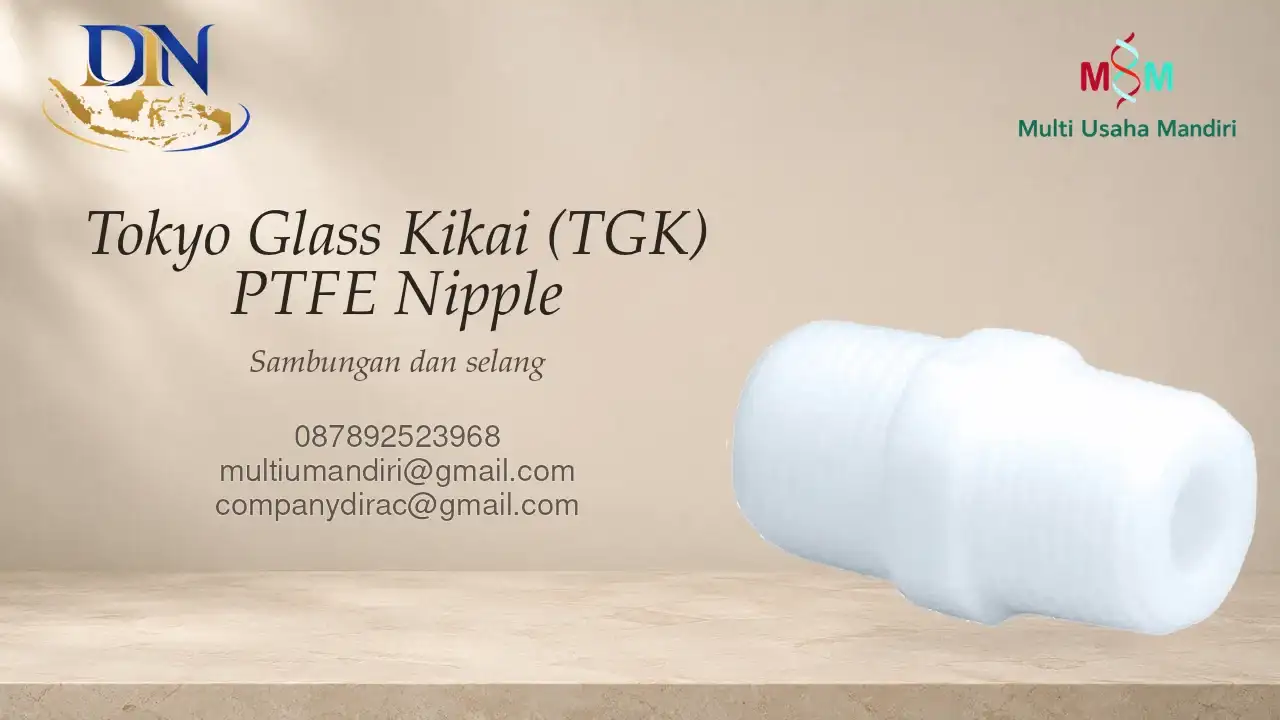 DIN
MSM
Multi Usaha Mandiri
Tokyo Glass Kikai (TGK)
PTFE Nipple
Sambungan dan selang
087892523968
multiumandiri@gmail.com
companydirac@gmail.com